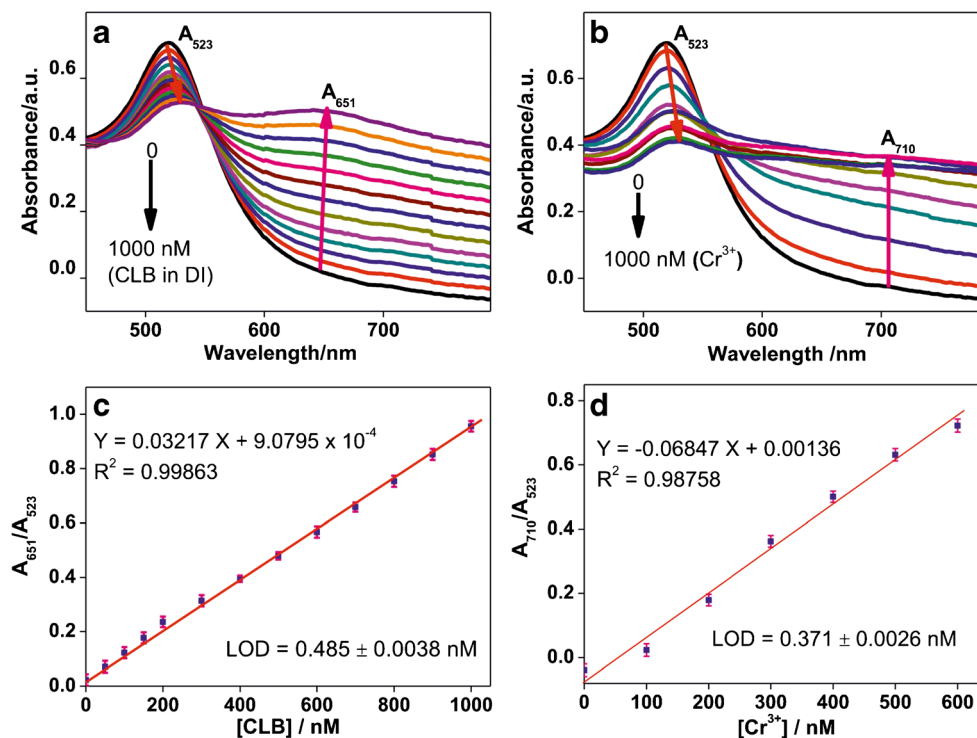 a
A523
A651
0.6
0.4
0.2
0.0
Absorbance/a.u.
0
1000 nM
(CLB in DI)
500 600 700
Wavelength/nm
b
A523
A710
0.6
0.4
0.2
0.0
Absorbance/a.u.
0
1000 nM (Cr³⁺)
500 600 700
Wavelength/nm
c
Y = 0.03217 X + 9.0795 x 10⁻⁴
R² = 0.99863
1.0
0.8
0.6
0.4
0.2
0.0
A651/A523
LOD = 0.485 ± 0.0038 nM
0 200 400 600 800 1000
[CLB] / nM
d
Y = -0.06847 X + 0.00136
R² = 0.98758
0.8
0.6
0.4
0.2
0.0
A710/A523
LOD = 0.371 ± 0.0026 nM
0 100 200 300 400 500 600
[Cr³⁺] / nM